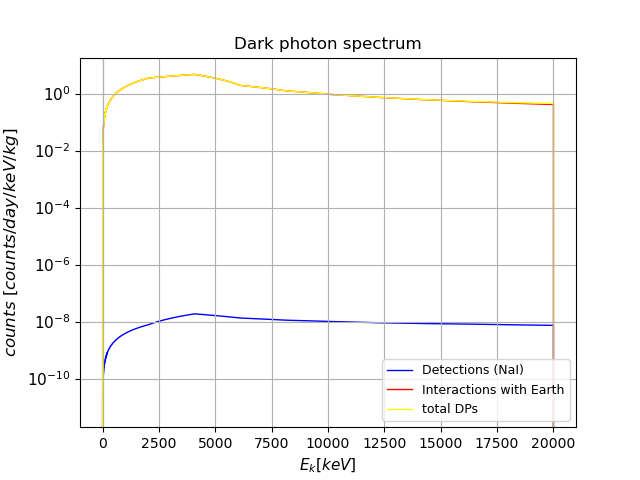 Dark photon spectrum
counts [counts/day/keV/kg]
10^0
10^-2
10^-4
10^-6
10^-8
10^-10
Detections (NaI)
Interactions with Earth
total DPs
0 2500 5000 7500 10000 12500 15000 17500 20000
E_k[keV]